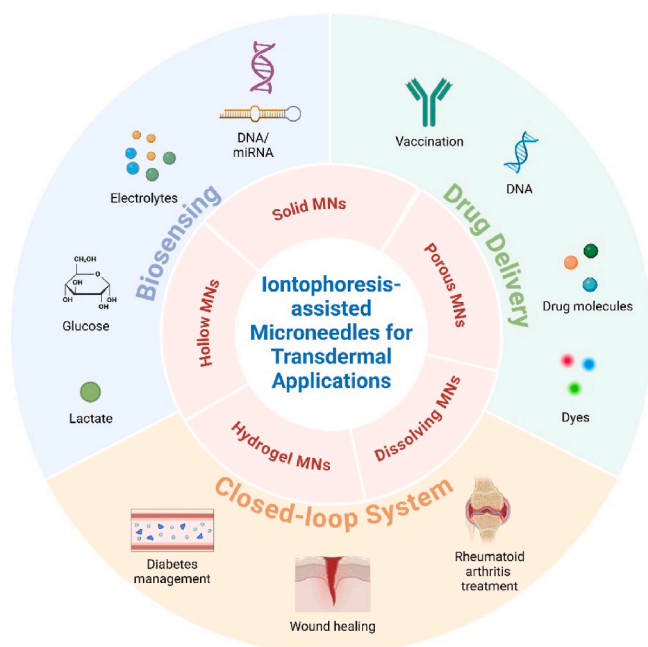 DNA/
miRNA
Electrolytes
CH₂OH
O
OH
OH
OH
OH
Glucose
Lactate
Biosensing
Vaccination
DNA
Drug molecules
Dyes
Drug Delivery
Solid MNs
Porous MNs
Dissolving MNs
Hydrogel MNs
Hollow MNs
Iontophoresis-
assisted
Microneedles for
Transdermal
Applications
Closed-loop System
Diabetes
management
Wound healing
Rheumatoid
arthritis
treatment